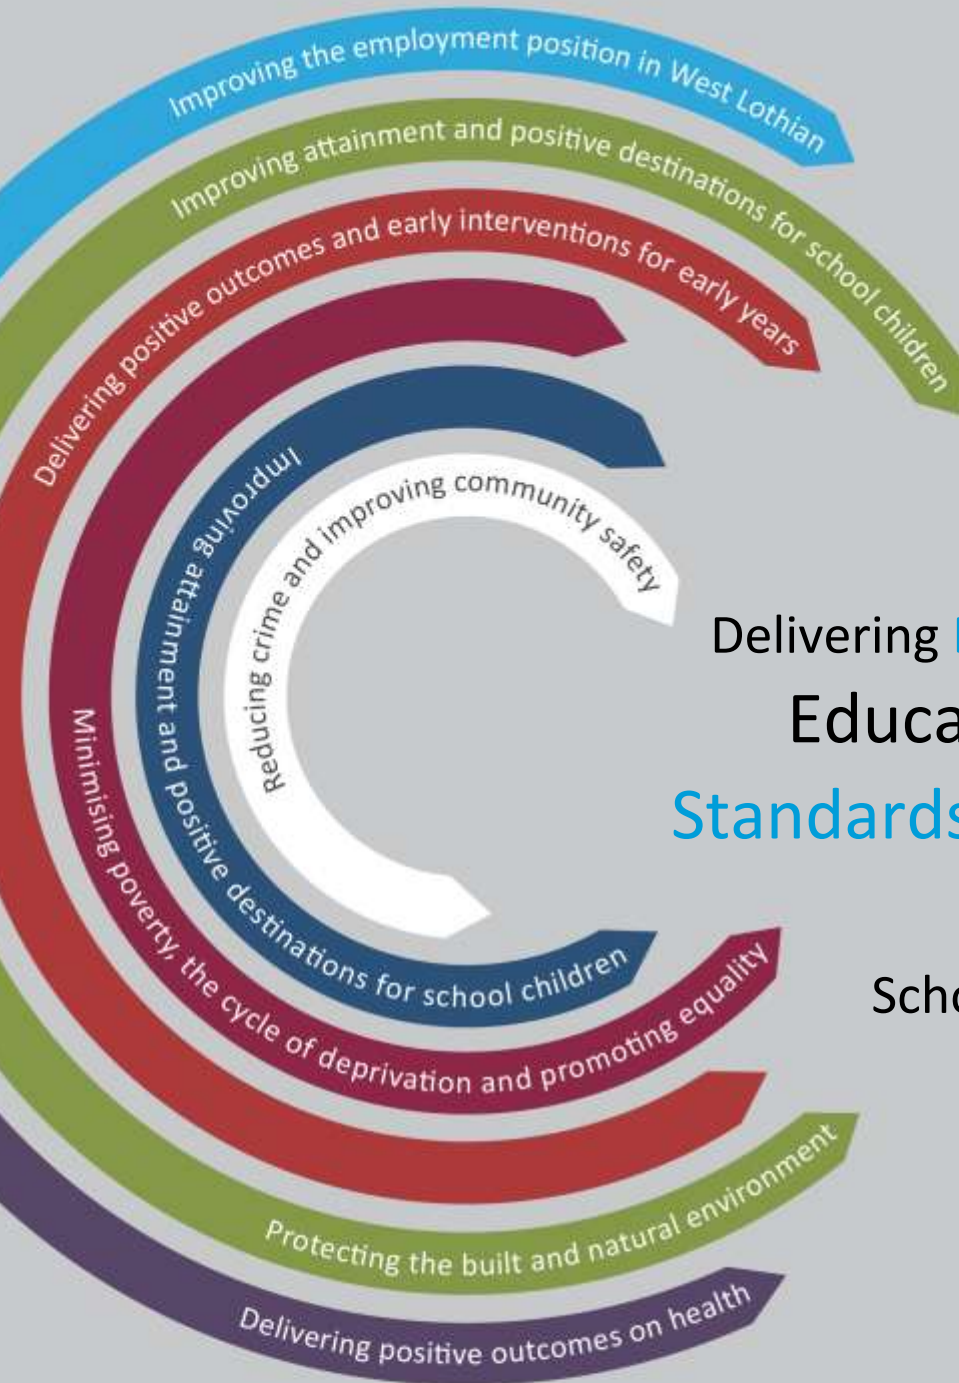 Improving the employment position in West Lothian
Improving attainment and positive destinations for school children
Delivering positive outcomes and early interventions for early years
Improving attainment and positive destinations for school children
Reducing crime and improving community safety
Minimising poverty, the cycle of deprivation and promoting equality
Protecting the built and natural environment
Delivering positive outcomes on health
Delivering
Educa
Standards
Scho